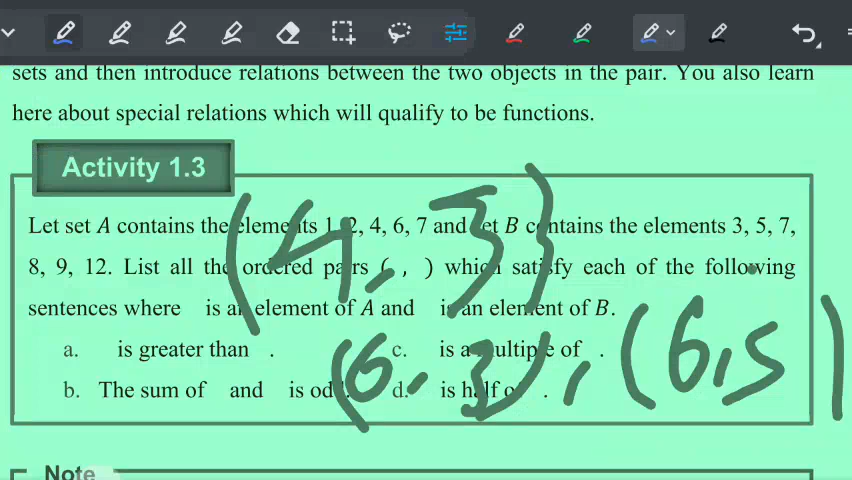 sets and then introduce relations between the two objects in the pair. You also learn
here about special relations which will qualify to be functions.
Activity 1.3
Let set A contains the elements 1, 2, 4, 6, 7 and set B contains the elements 3, 5, 7,
8, 9, 12. List all the ordered pairs ( , ) which satisfy each of the following
sentences where is an element of A and is an element of B.
a. is greater than .
c. is a multiple of .
b. The sum of and is odd.
d. is half of .
(4, 3)
(6, 3), (6,5)
Note